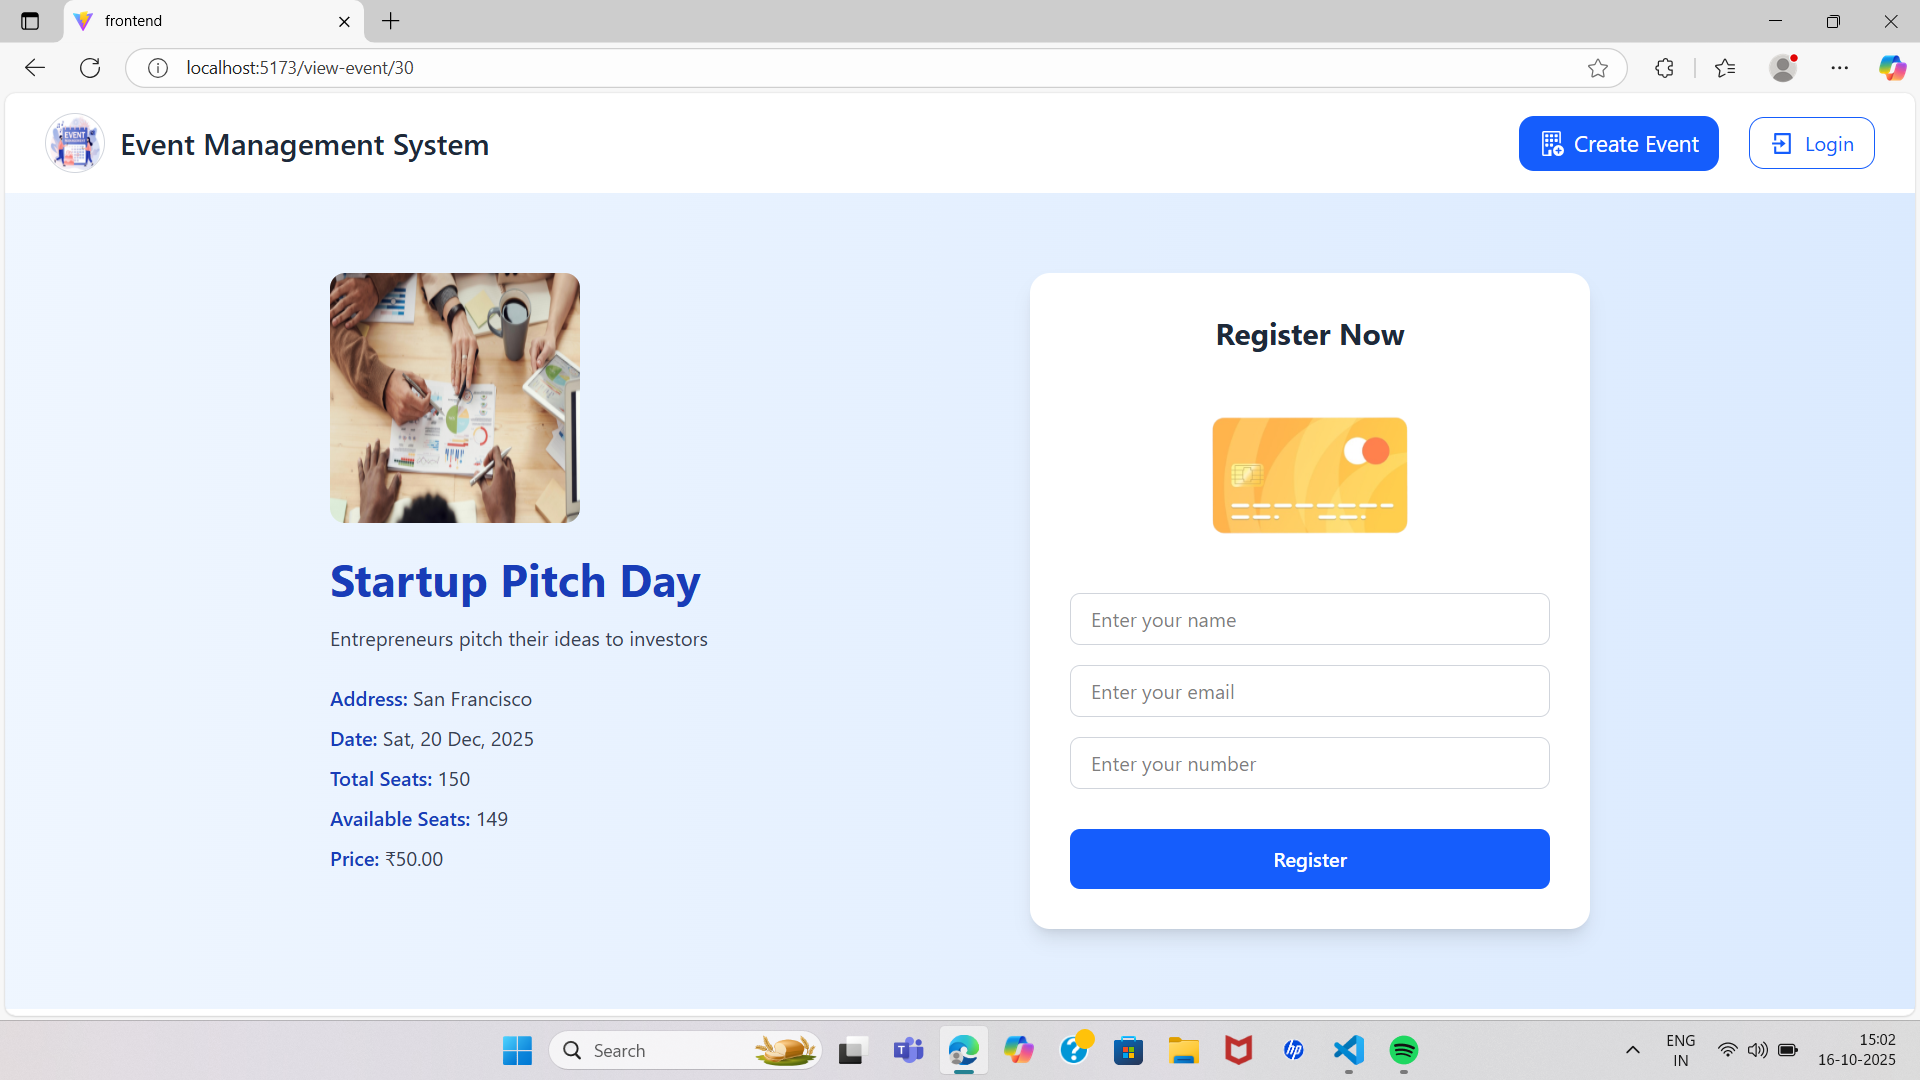 frontend
localhost:5173/view-event/30
EVENT
Event Management System
Create Event
Login
Startup Pitch Day
Entrepreneurs pitch their ideas to investors
Address: San Francisco
Date: Sat, 20 Dec, 2025
Total Seats: 150
Available Seats: 149
Price: ₹50.00
Register Now
Enter your name
Enter your email
Enter your number
Register
Search
hp
ENG
IN
15:02
16-10-2025